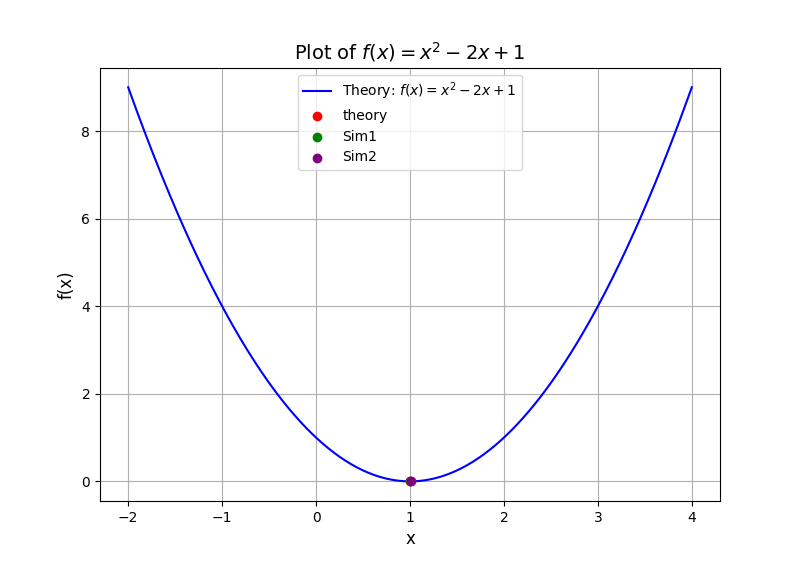 Plot of f(x) = x² − 2x + 1
Theory: f(x) = x² − 2x + 1
theory
Sim1
Sim2
f(x)
8
6
4
2
0
−2 −1 0 1 2 3 4
x